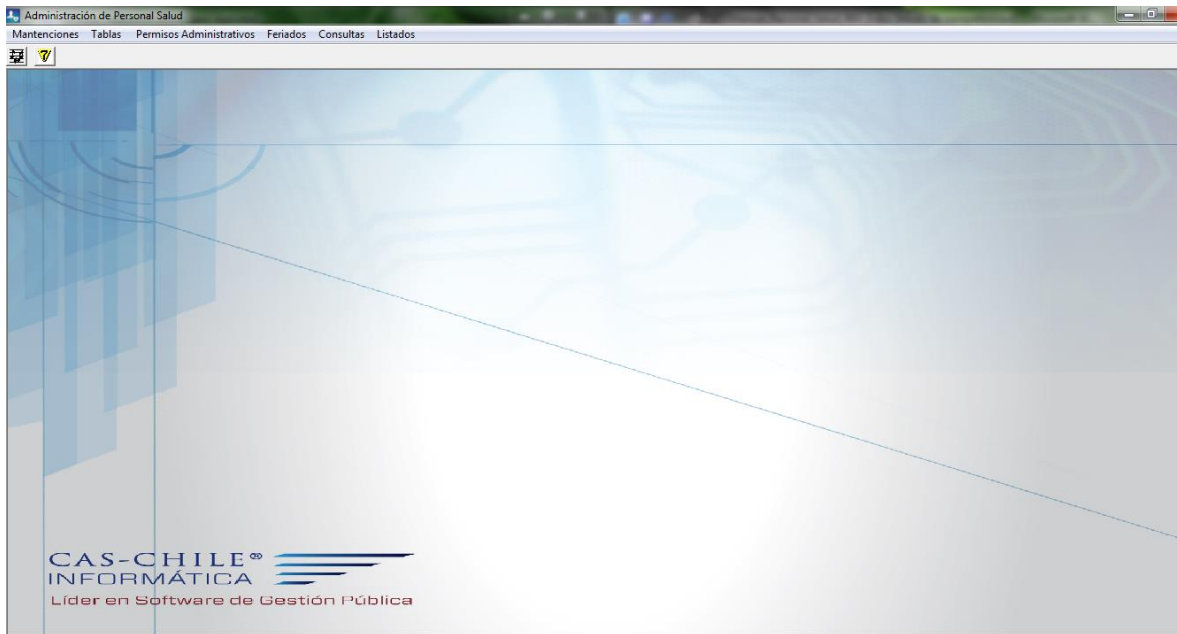 Administración de Personal Salud
Mantenciones Tablas Permisos Administrativos Feriados Consultas Listados
CAS-CHILE®
INFORMÁTICA
Líder en Software de Gestión Pública